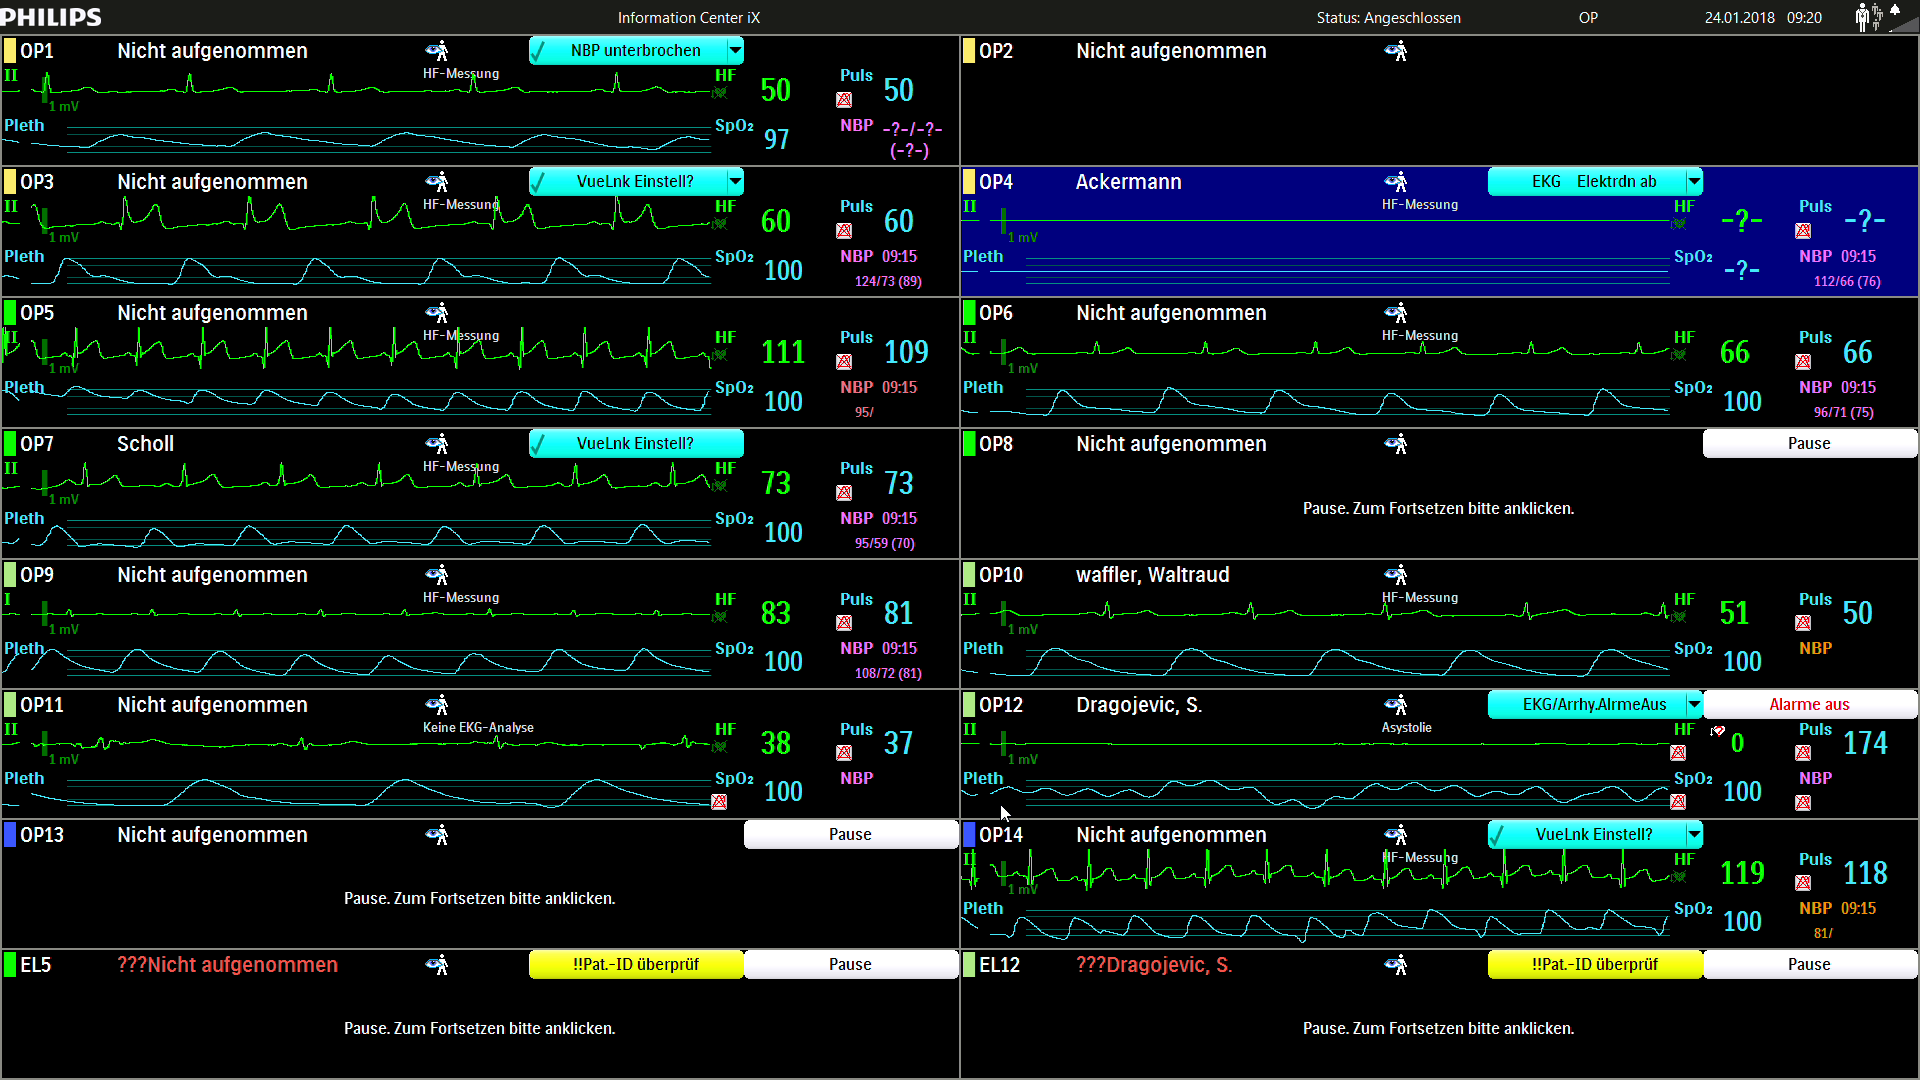 PHILIPS Information Center iX Status: Angeschlossen OP 24.01.2018 09:20
OP1 Nicht aufgenommen NBP unterbrochen
HF-Messung
II 1 mV HF 50 Puls 50
Pleth SpO₂ 97 NBP -?-/-?-
(-?-)
OP2 Nicht aufgenommen
OP3 Nicht aufgenommen VueLnk Einstell?
HF-Messung
II 1 mV HF 60 Puls 60
Pleth SpO₂ 100 NBP 09:15
124/73 (89)
OP4 Ackermann EKG Elektrdn ab
HF-Messung
II 1 mV HF -?- Puls -?-
Pleth SpO₂ -?- NBP 09:15
112/66 (76)
OP5 Nicht aufgenommen
HF-Messung
II 1 mV HF 111 Puls 109
Pleth SpO₂ 100 NBP 09:15
95/
OP6 Nicht aufgenommen
HF-Messung
II 1 mV HF 66 Puls 66
Pleth SpO₂ 100 NBP 09:15
96/71 (75)
OP7 Scholl VueLnk Einstell?
HF-Messung
II 1 mV HF 73 Puls 73
Pleth SpO₂ 100 NBP 09:15
95/59 (70)
OP8 Nicht aufgenommen Pause
Pause. Zum Fortsetzen bitte anklicken.
OP9 Nicht aufgenommen
HF-Messung
I 1 mV HF 83 Puls 81
Pleth SpO₂ 100 NBP 09:15
108/72 (81)
OP10 waffler, Waltraud
HF-Messung
II 1 mV HF 51 Puls 50
Pleth SpO₂ 100 NBP
OP11 Nicht aufgenommen
Keine EKG-Analyse
II 1 mV HF 38 Puls 37
Pleth SpO₂ 100 NBP
OP12 Dragojevic, S. EKG/Arrhy.AlrmeAus Alarme aus
Asystolie
II 1 mV HF 0 Puls 174
Pleth SpO₂ 100 NBP
OP13 Nicht aufgenommen Pause
Pause. Zum Fortsetzen bitte anklicken.
OP14 Nicht aufgenommen VueLnk Einstell?
HF-Messung
II 1 mV HF 119 Puls 118
Pleth SpO₂ 100 NBP 09:15
81/
EL5 ???Nicht aufgenommen !!Pat.-ID überprüf Pause
Pause. Zum Fortsetzen bitte anklicken.
EL12 ???Dragojevic, S. !!Pat.-ID überprüf Pause
Pause. Zum Fortsetzen bitte anklicken.